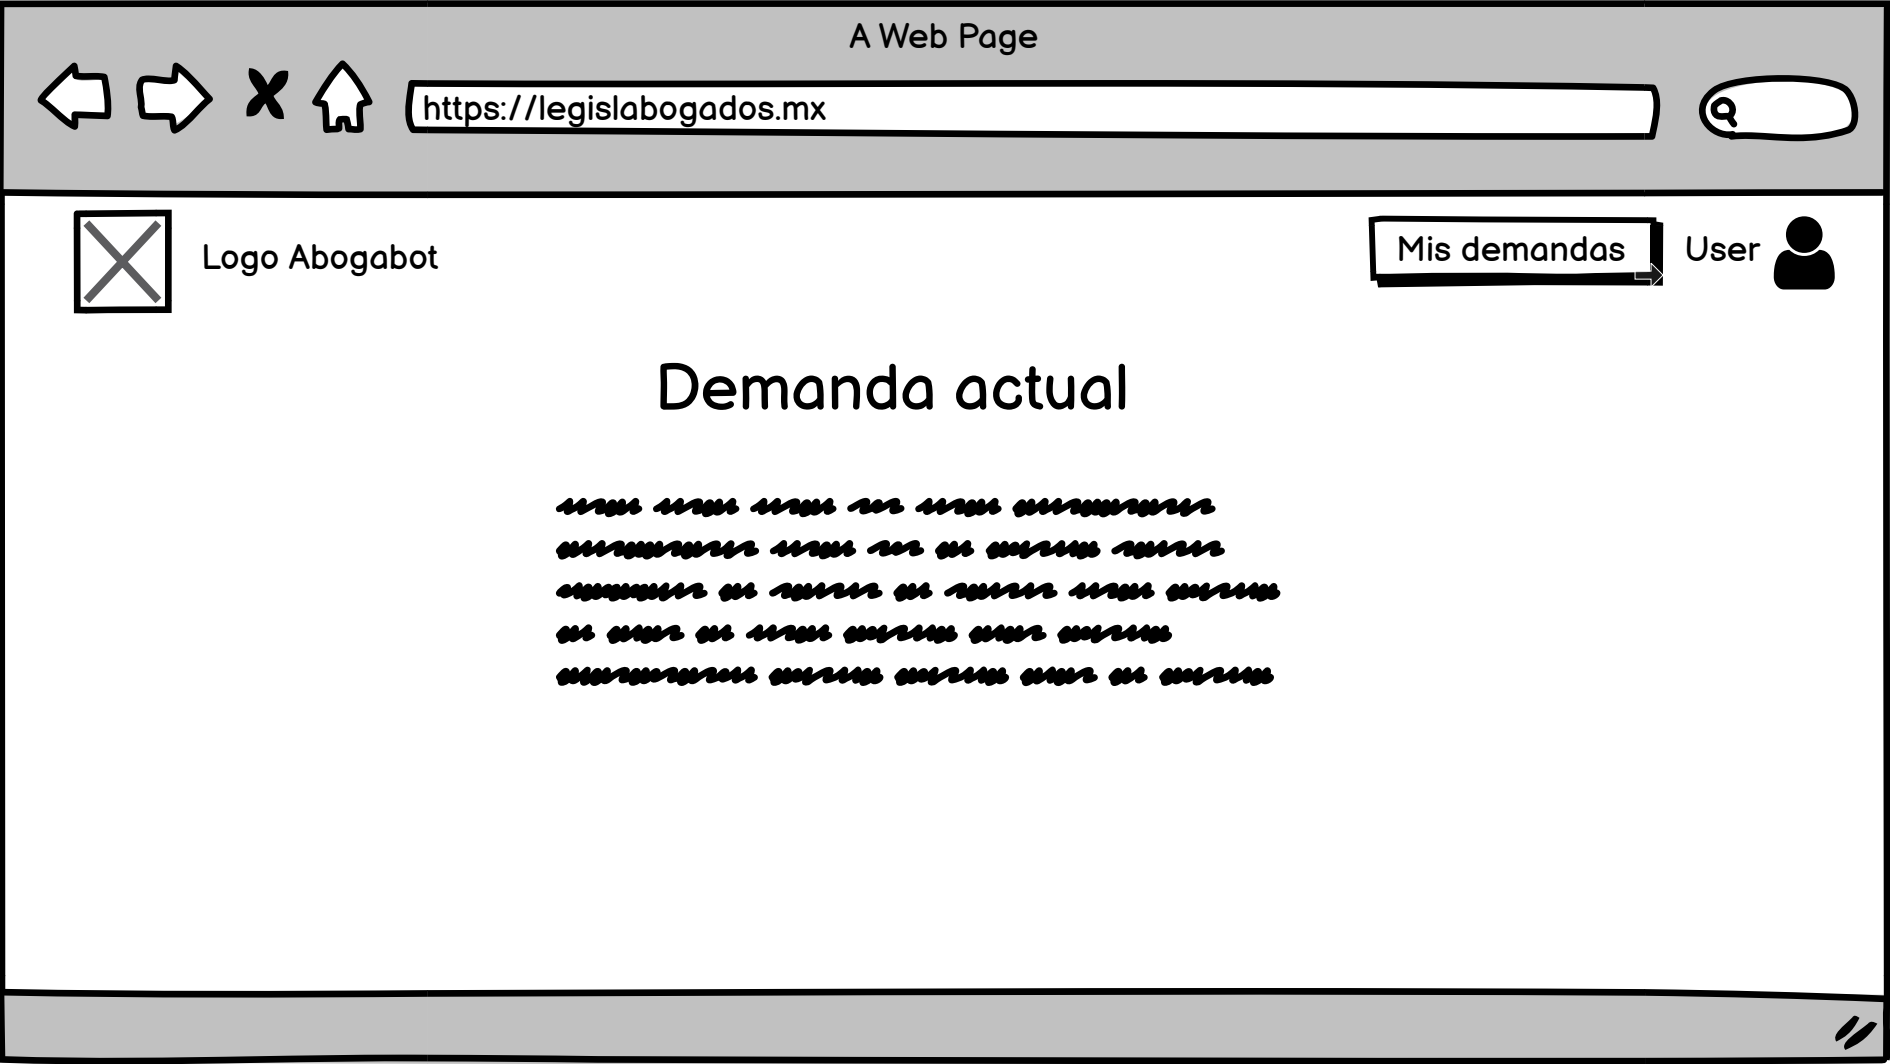 A Web Page
https://legislabogados.mx
Logo Abogabot
Mis demandas
User
Demanda actual